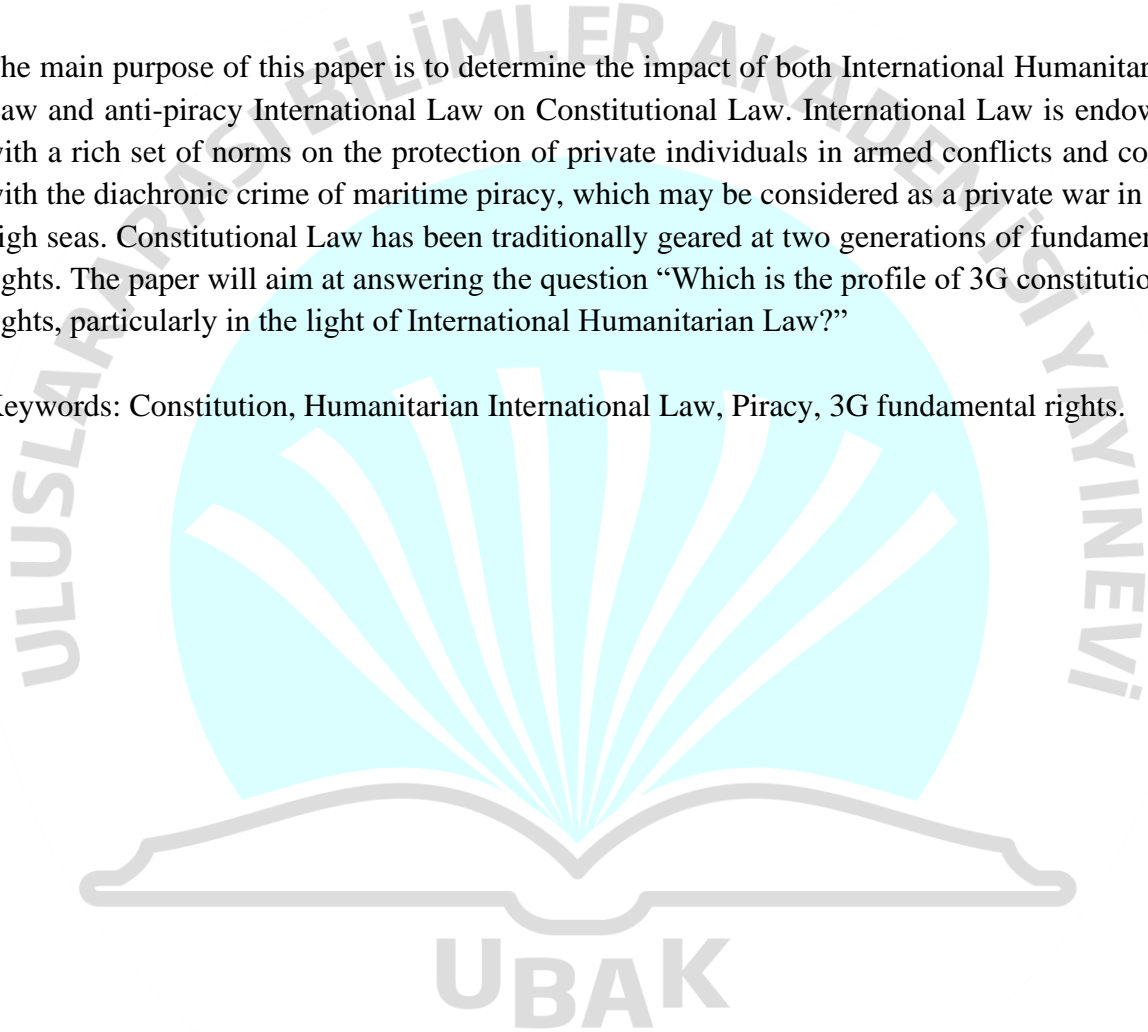 he main purpose of this paper is to determine the impact of both International Humanitar
aw and anti-piracy International Law on Constitutional Law. International Law is endow
with a rich set of norms on the protection of private individuals in armed conflicts and co
with the diachronic crime of maritime piracy, which may be considered as a private war in
igh seas. Constitutional Law has been traditionally geared at two generations of fundamen
ghts. The paper will aim at answering the question “Which is the profile of 3G constitutio
ghts, particularly in the light of International Humanitarian Law?”
Keywords: Constitution, Humanitarian International Law, Piracy, 3G fundamental rights.
ULUSLARARASI BİLİMLER AKADEMİSİ YAYINEVİ
UBAK